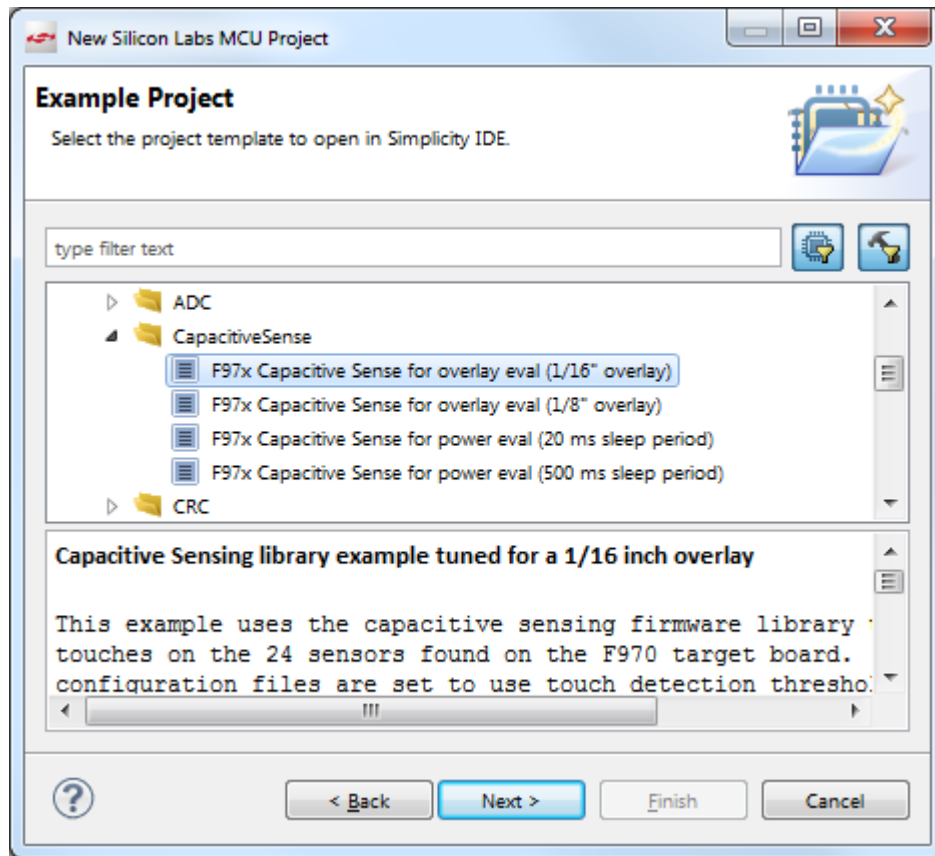 New Silicon Labs MCU Project
Example Project
Select the project template to open in Simplicity IDE.
type filter text
ADC
CapacitiveSense
F97x Capacitive Sense for overlay eval (1/16" overlay)
F97x Capacitive Sense for overlay eval (1/8" overlay)
F97x Capacitive Sense for power eval (20 ms sleep period)
F97x Capacitive Sense for power eval (500 ms sleep period)
CRC
Capacitive Sensing library example tuned for a 1/16 inch overlay
This example uses the capacitive sensing firmware library
touches on the 24 sensors found on the F970 target board.
configuration files are set to use touch detection
? < Back Next > Finish Cancel